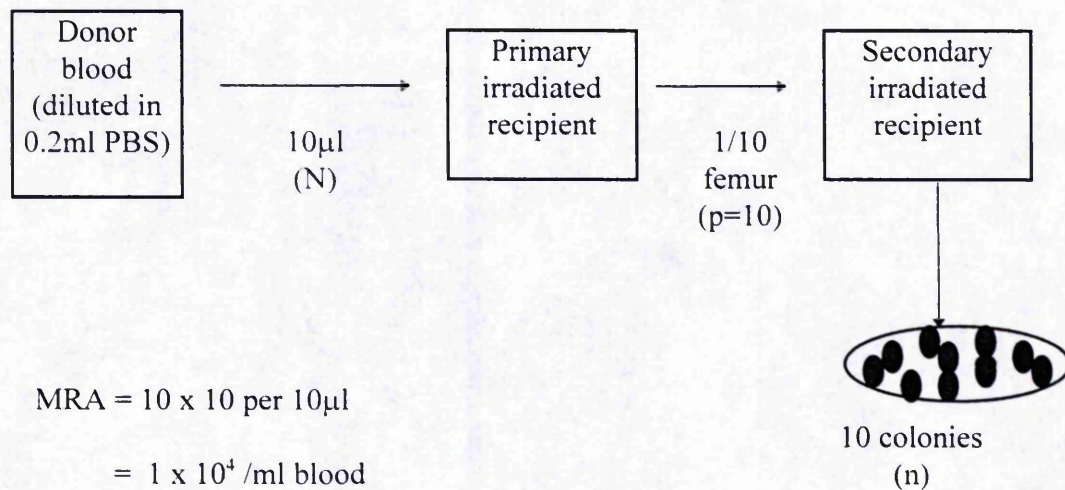 Donor
blood
(diluted in
0.2ml PBS)
10µl
(N)
Primary
irradiated
recipient
1/10
femur
(p=10)
Secondary
irradiated
recipient
10 colonies
(n)
MRA = 10 x 10 per 10µl
= 1 x 10⁴ /ml blood